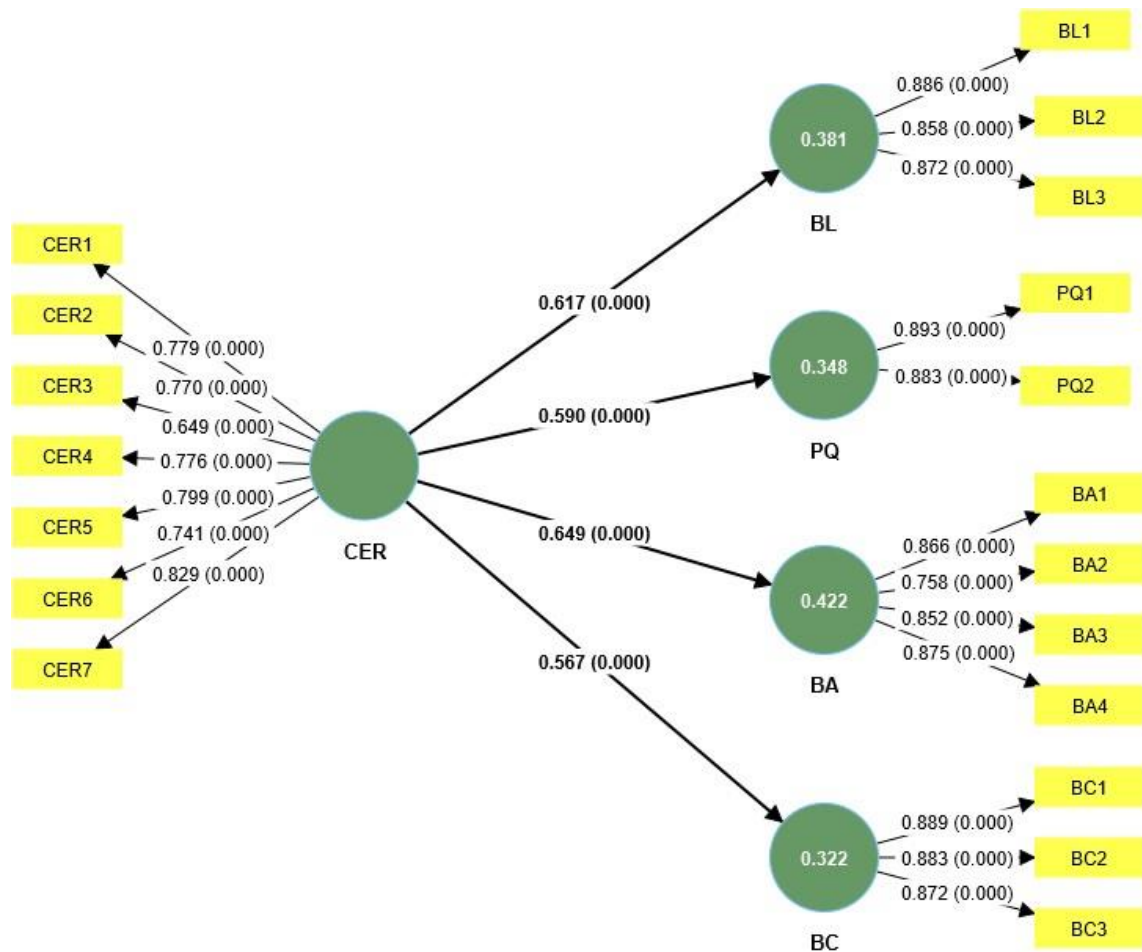 CER1
CER2
CER3
CER4
CER5
CER6
CER7
0.779 (0.000)
0.770 (0.000)
0.649 (0.000)
0.776 (0.000)
0.799 (0.000)
0.741 (0.000)
0.829 (0.000)
CER
0.617 (0.000)
0.590 (0.000)
0.649 (0.000)
0.567 (0.000)
0.381
BL
0.886 (0.000)
0.858 (0.000)
0.872 (0.000)
BL1
BL2
BL3
0.348
PQ
0.893 (0.000)
0.883 (0.000)
PQ1
PQ2
0.422
BA
0.866 (0.000)
0.758 (0.000)
0.852 (0.000)
0.875 (0.000)
BA1
BA2
BA3
BA4
0.322
BC
0.889 (0.000)
0.883 (0.000)
0.872 (0.000)
BC1
BC2
BC3